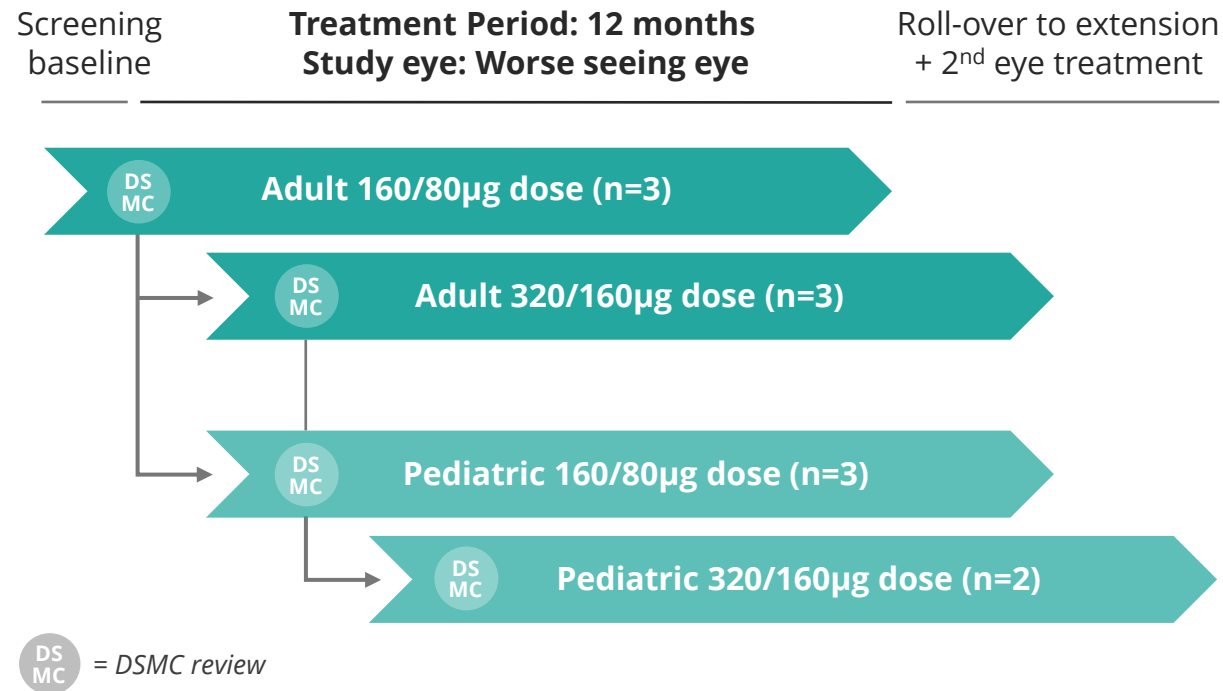 Screening
baseline
Treatment Period: 12 months
Study eye: Worse seeing eye
Roll-over to extension
+ 2nd eye treatment
DS
MC
Adult 160/80µg dose (n=3)
DS
MC
Adult 320/160µg dose (n=3)
DS
MC
Pediatric 160/80µg dose (n=3)
DS
MC
Pediatric 320/160µg dose (n=2)
DS
MC
= DSMC review